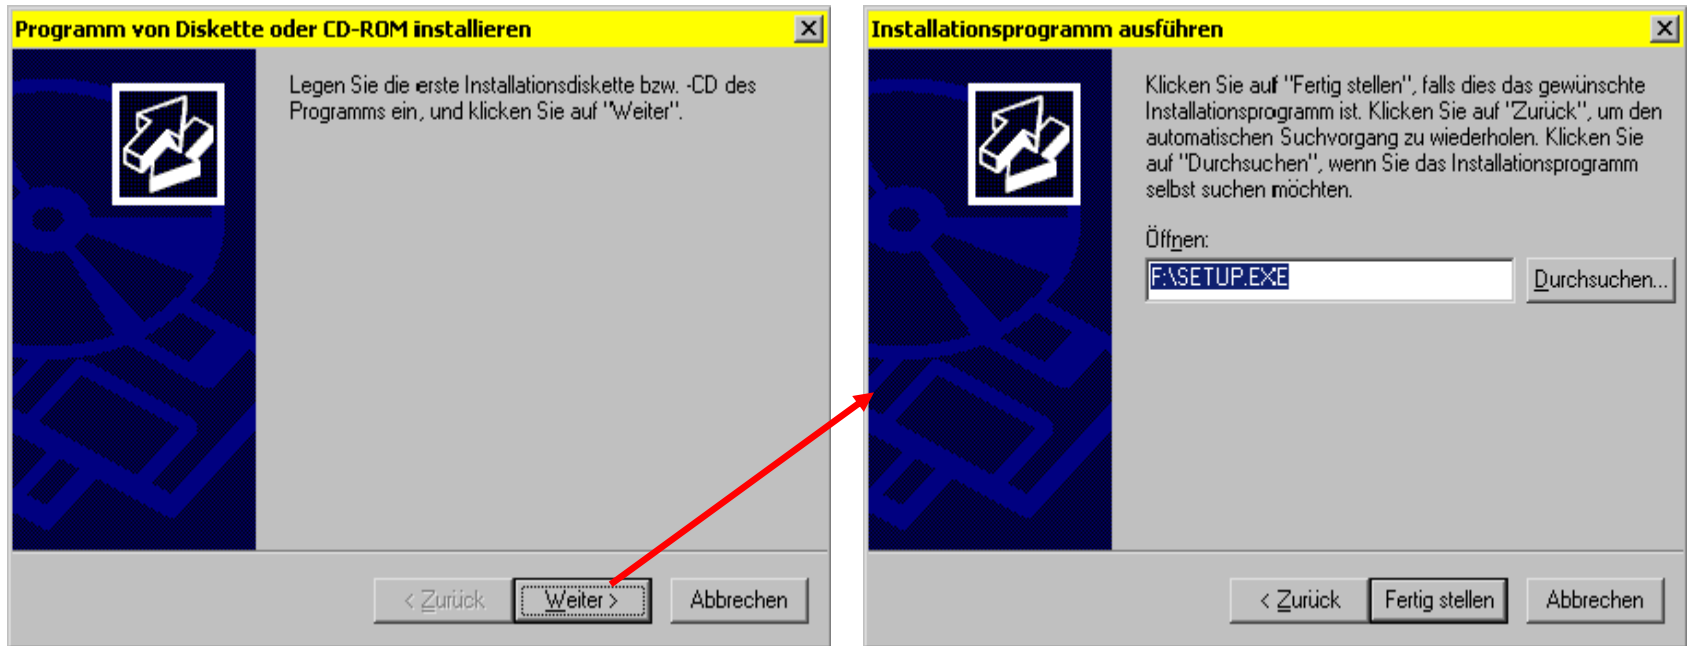 Programm von Diskette oder CD-ROM installieren
Legen Sie die erste Installationsdiskette bzw. -CD des
Programms ein, und klicken Sie auf "Weiter".
< Zurück
Weiter >
Abbrechen
Installationsprogramm ausführen
Klicken Sie auf "Fertig stellen", falls dies das gewünschte
Installationsprogramm ist. Klicken Sie auf "Zurück", um den
automatischen Suchvorgang zu wiederholen. Klicken Sie
auf "Durchsuchen", wenn Sie das Installationsprogramm
selbst suchen möchten.
Öffnen:
F:\SETUP.EXE
Durchsuchen...
< Zurück
Fertig stellen
Abbrechen